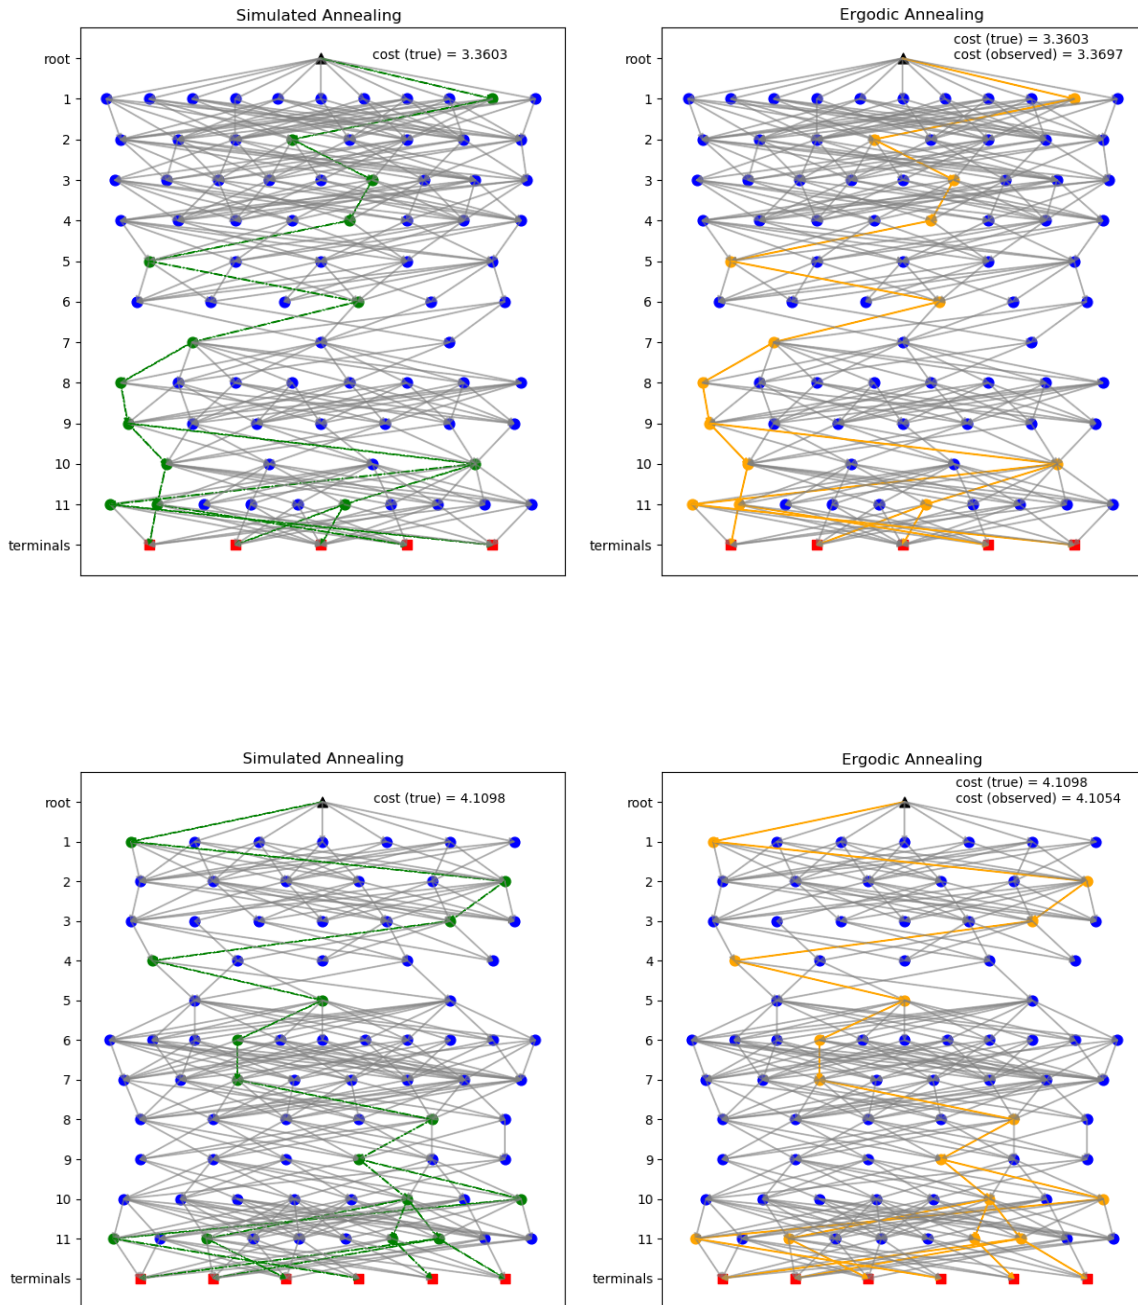 Simulated Annealing
cost (true) = 3.3603
root
1
2
3
4
5
6
7
8
9
10
11
terminals
Ergodic Annealing
cost (true) = 3.3603
cost (observed) = 3.3697
root
1
2
3
4
5
6
7
8
9
10
11
terminals
Simulated Annealing
cost (true) = 4.1098
root
1
2
3
4
5
6
7
8
9
10
11
terminals
Ergodic Annealing
cost (true) = 4.1098
cost (observed) = 4.1054
root
1
2
3
4
5
6
7
8
9
10
11
terminals